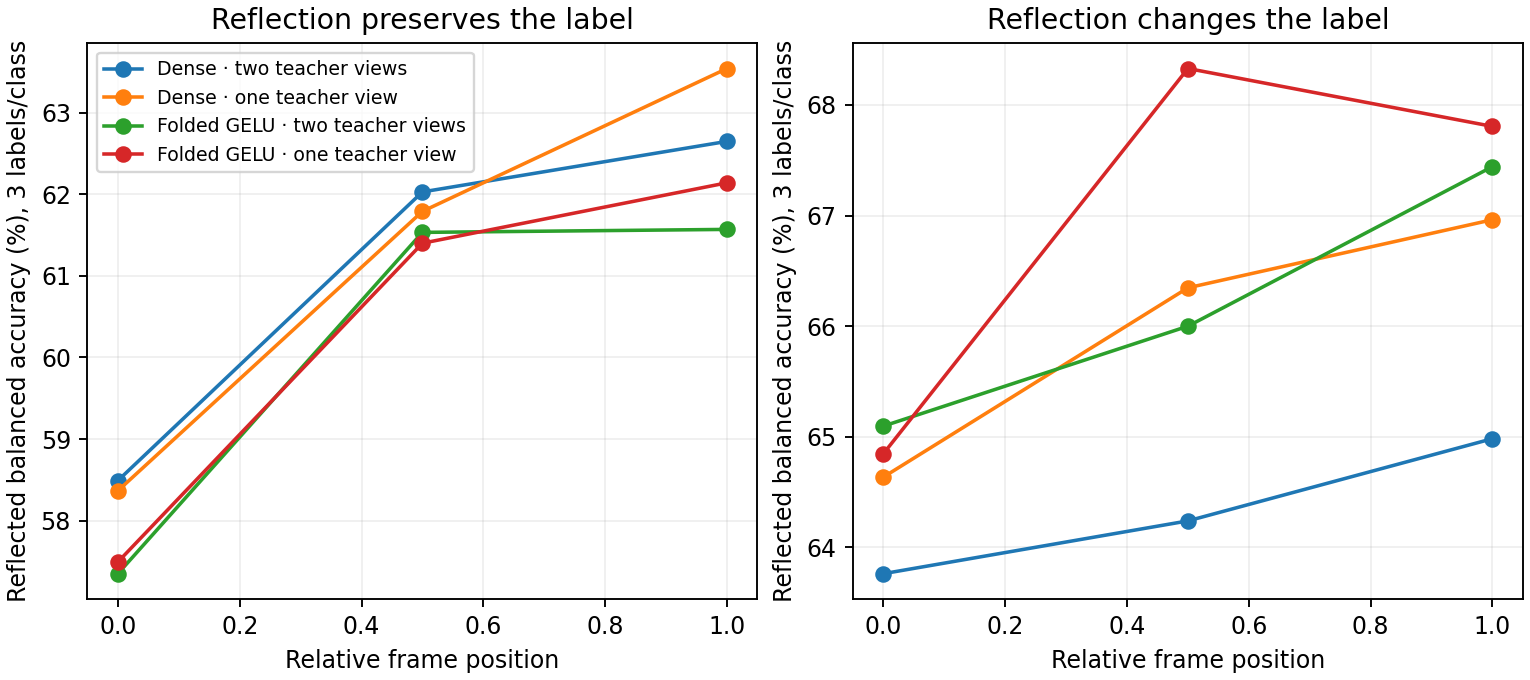 Reflection preserves the label
Reflected balanced accuracy (%), 3 labels/class
63
62
61
60
59
58
Dense · two teacher views
Dense · one teacher view
Folded GELU · two teacher views
Folded GELU · one teacher view
0.0 0.2 0.4 0.6 0.8 1.0
Relative frame position
Reflection changes the label
Reflected balanced accuracy (%), 3 labels/class
68
67
66
65
64
0.0 0.2 0.4 0.6 0.8 1.0
Relative frame position